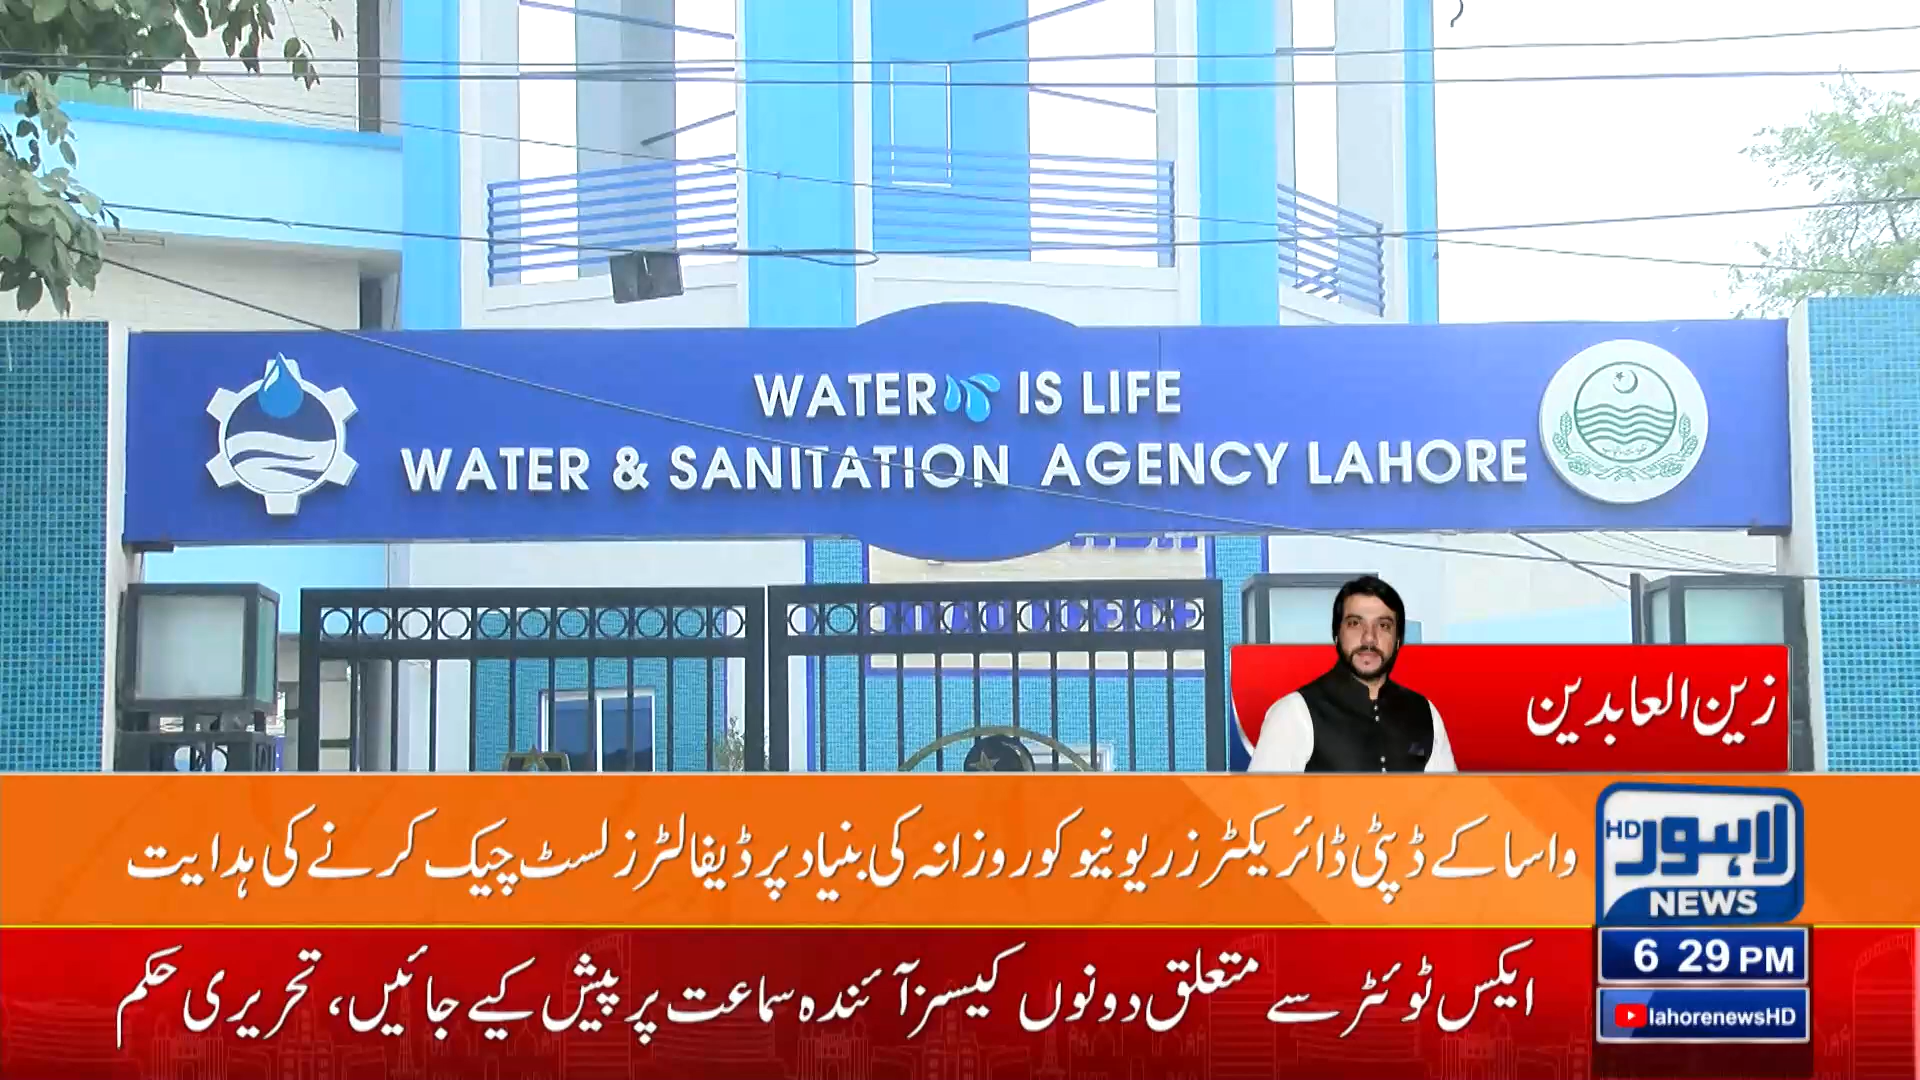 WATER IS LIFE
WATER & SANITATION AGENCY LAHORE
زین العابدین
واسا کے ڈپٹی ڈائریکٹرز ریونیو کو روزانہ کی بنیاد پر ڈیفالٹرز لسٹ چیک کرنے کی ہدایت
لاہور
HD
NEWS
ایکس ٹوئٹر سے متعلق دونوں کیسز آئندہ سماعت پر پیش کیے جائیں، تحریری حکم
6 29 PM
lahorenewsHD